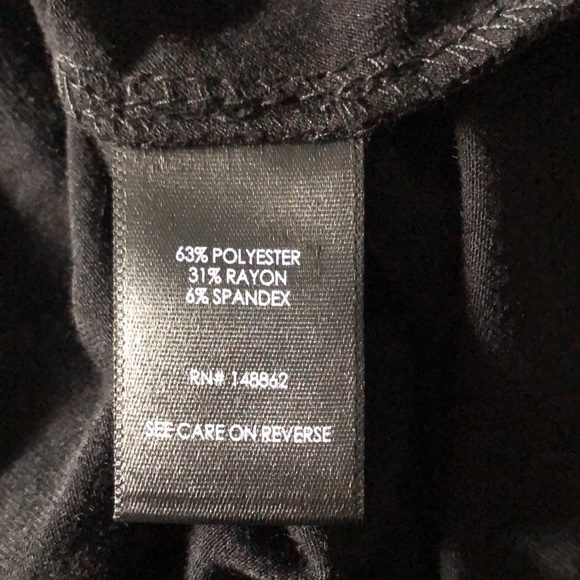 63% POLYESTER
31% RAYON
6% SPANDEX
RN# 148862
SEE CARE ON REVERSE